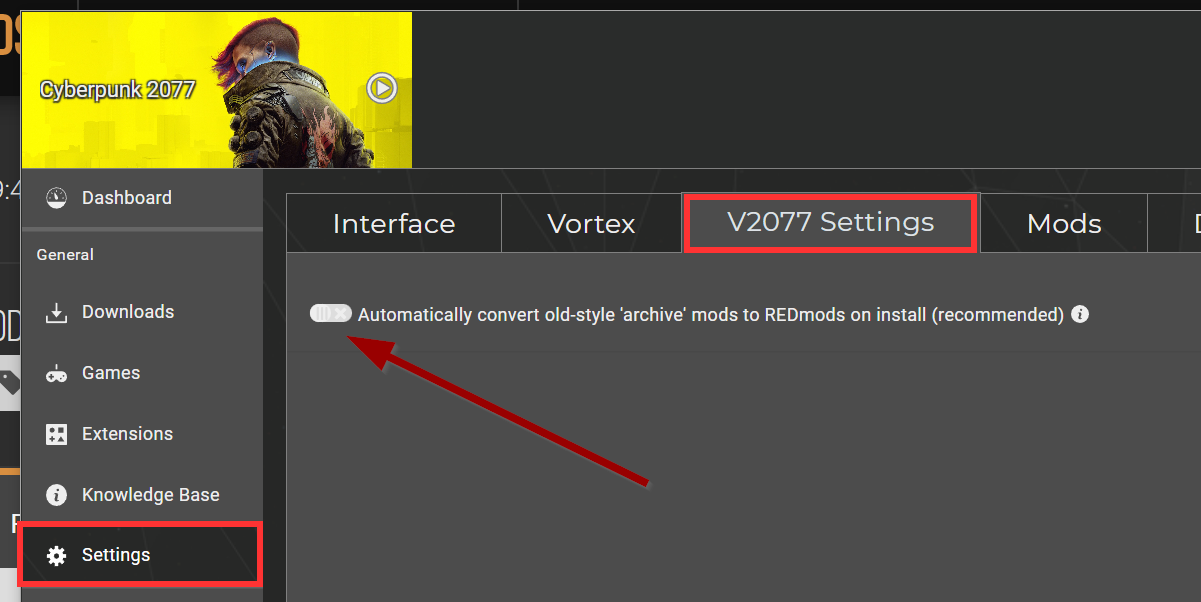 Cyberpunk 2077
Dashboard
General
Downloads
Games
Extensions
Knowledge Base
Settings
Interface
Vortex
V2077 Settings
Mods
Automatically convert old-style 'archive' mods to REDmods on install (recommended)